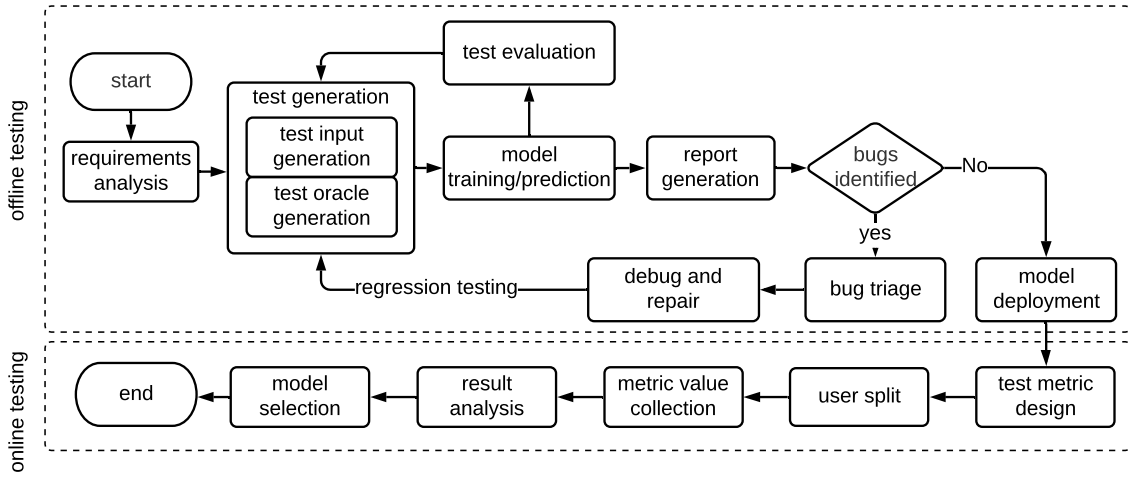 offline testing
start
requirements
analysis
test generation
test input
generation
test oracle
generation
test evaluation
model
training/prediction
report
generation
bugs
identified
No
yes
regression testing
debug and
repair
bug triage
model
deployment
online testing
end
model
selection
result
analysis
metric value
collection
user split
test metric
design